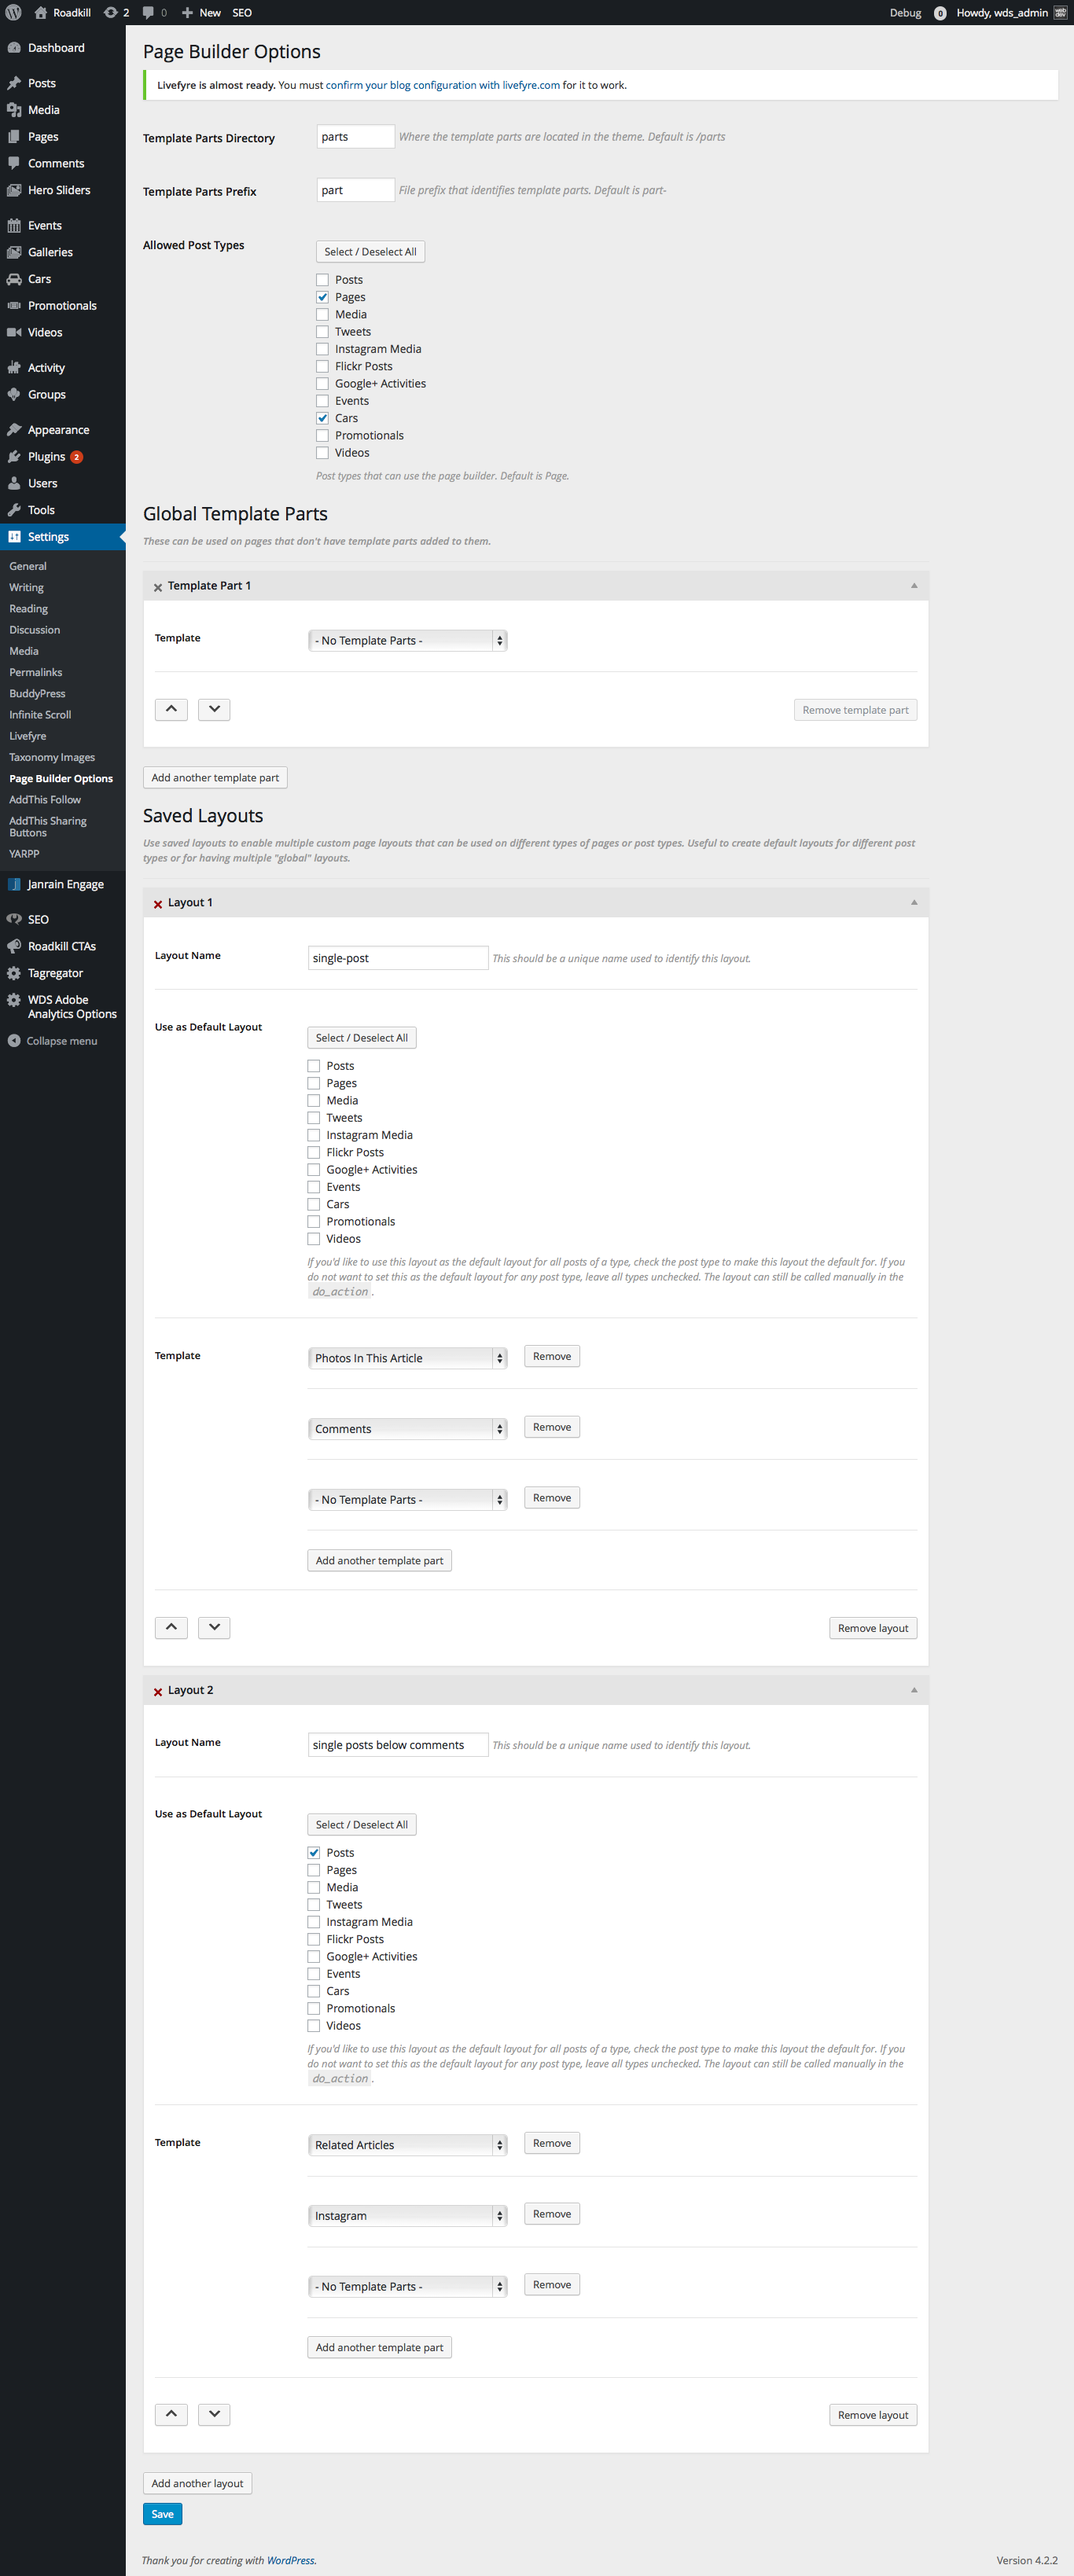 Roadkill 2 0 New SEO Debug 0 Howdy, wds_admin
Dashboard
Posts
Media
Pages
Comments
Hero Sliders
Events
Galleries
Cars
Promotionals
Videos
Activity
Groups
Appearance
Plugins 2
Users
Tools
Settings
General
Writing
Reading
Discussion
Media
Permalinks
BuddyPress
Infinite Scroll
Livefyre
Taxonomy Images
Page Builder Options
AddThis Follow
AddThis Sharing
Buttons
YARPP
Janrain Engage
SEO
Roadkill CTAs
Tagregator
WDS Adobe
Analytics Options
Collapse menu
Page Builder Options
Livefyre is almost ready. You must confirm your blog configuration with livefyre.com for it to work.
Template Parts Directory parts Where the template parts are located in the theme. Default is /parts
Template Parts Prefix part File prefix that identifies template parts. Default is part-
Allowed Post Types
Select / Deselect All
Posts
Pages
Media
Tweets
Instagram Media
Flickr Posts
Google+ Activities
Events
Cars
Promotionals
Videos
Post types that can use the page builder. Default is Page.
Global Template Parts
These can be used on pages that don't have template parts added to them.
Template Part 1
Template - No Template Parts -
Remove template part
Add another template part
Saved Layouts
Use saved layouts to enable multiple custom page layouts that can be used on different types of pages or post types. Useful to create default layouts for different post
types or for having multiple "global" layouts.
Layout 1
Layout Name single-post This should be a unique name used to identify this layout.
Use as Default Layout
Select / Deselect All
Posts
Pages
Media
Tweets
Instagram Media
Flickr Posts
Google+ Activities
Events
Cars
Promotionals
Videos
If you'd like to use this layout as the default layout for all posts of a type, check the post type to make this layout the default for. If you
do not want to set this as the default layout for any post type, leave all types unchecked. The layout can still be called manually in the
do_action.
Template Photos In This Article Remove
Comments Remove
- No Template Parts - Remove
Add another template part
Remove layout
Layout 2
Layout Name single posts below comments This should be a unique name used to identify this layout.
Use as Default Layout
Select / Deselect All
Posts
Pages
Media
Tweets
Instagram Media
Flickr Posts
Google+ Activities
Events
Cars
Promotionals
Videos
If you'd like to use this layout as the default layout for all posts of a type, check the post type to make this layout the default for. If you
do not want to set this as the default layout for any post type, leave all types unchecked. The layout can still be called manually in the
do_action.
Template Related Articles Remove
Instagram Remove
- No Template Parts - Remove
Add another template part
Remove layout
Add another layout
Save
Thank you for creating with WordPress. Version 4.2.2